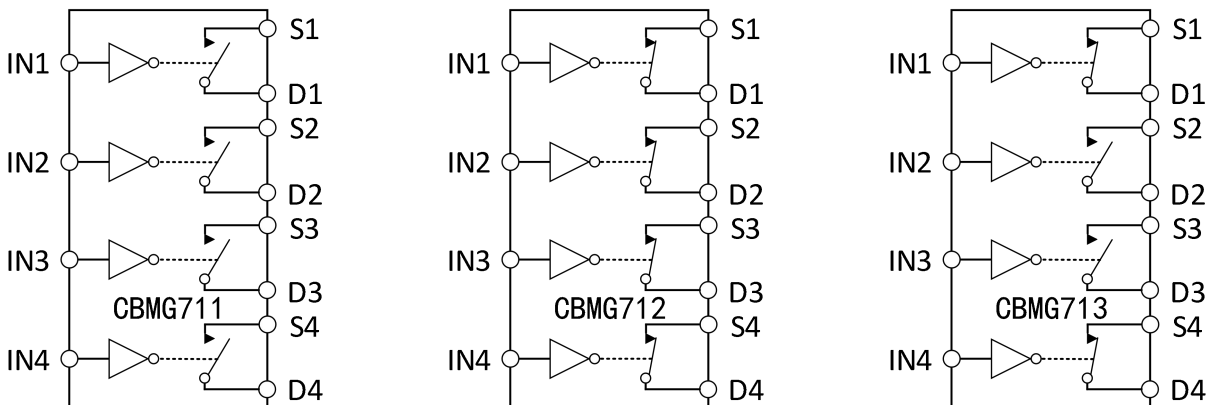 S1
IN1
D1
S2
IN2
D2
S3
IN3
D3
CBMG711
S4
IN4
D4
S1
IN1
D1
S2
IN2
D2
S3
IN3
D3
CBMG712
S4
IN4
D4
S1
IN1
D1
S2
IN2
D2
S3
IN3
D3
CBMG713
S4
IN4
D4